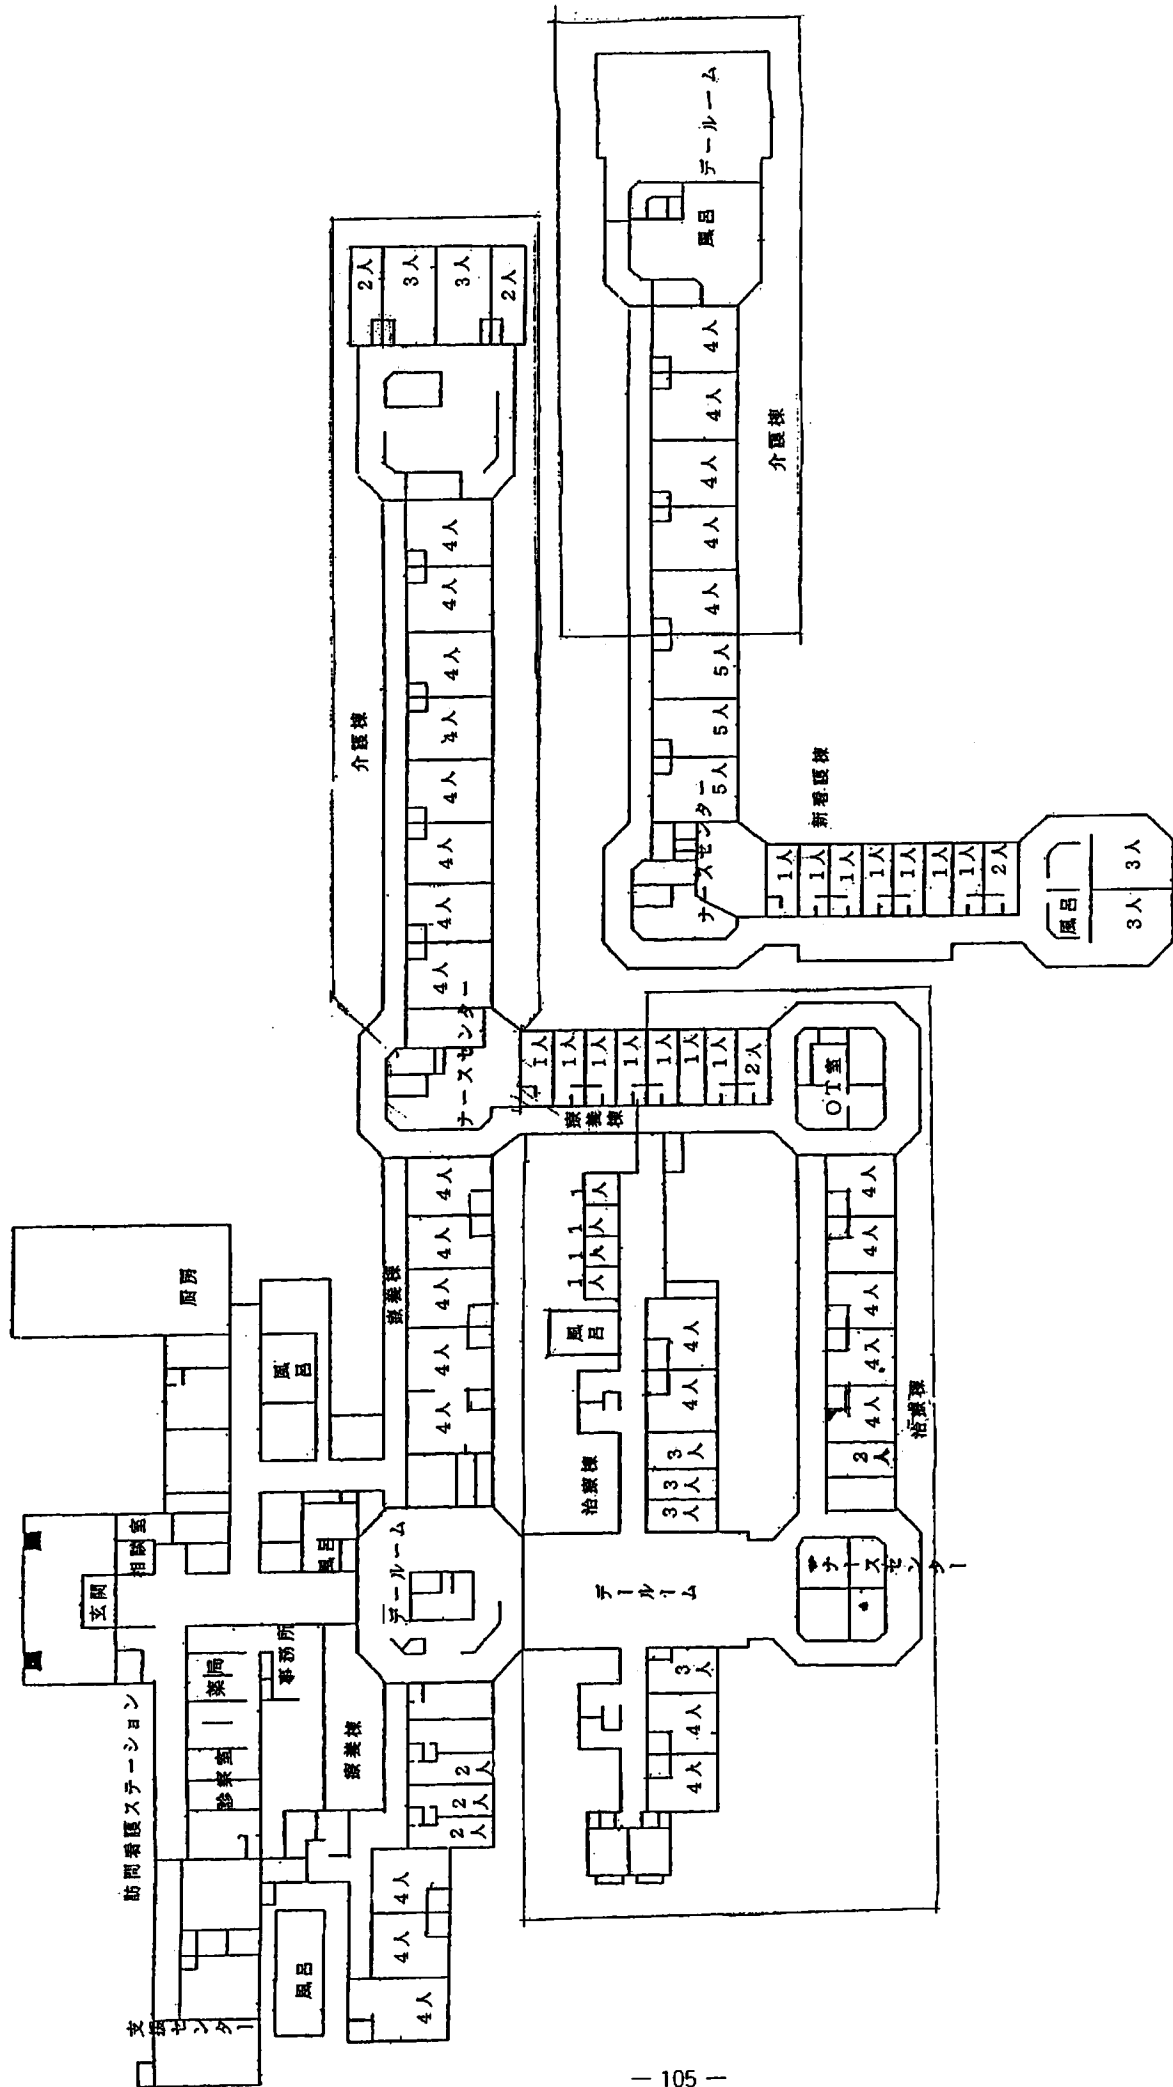 デールーム
風呂
4人
4人
4人
4人
4人
5人
5人
5人
介護棟
ナースセンター
新看護棟
1人
1人
1人
1人
1人
1人
1人
2人
風呂
3人
3人
2人
3人
3人
2人
介護棟
4人
4人
4人
4人
4人
4人
4人
4人
ナースセンター
1人
1人
1人
1人
1人
1人
1人
2人
療養棟
OT室
厨房
風呂
療養棟
4人
4人
4人
4人
4人
1人
1人
1人
1人
風呂
4人
4人
3人
3人
3人
治療棟
4人
4人
4人
4人
4人
2人
治療棟
相談室
玄関
風呂
デールーム
デールーム
ナースセンター
訪問看護ステーション
薬局
診察室
事務所
療養棟
2人
2人
2人
3人
4人
4人
4人
4人
4人
風呂
支援センター
— 105 —